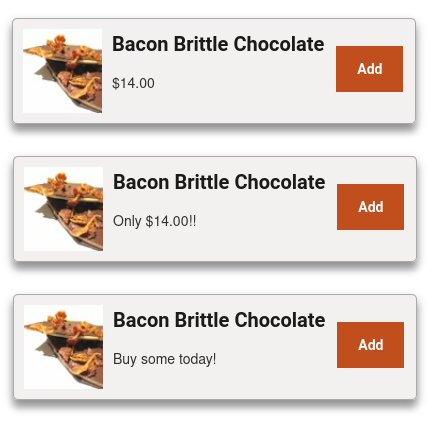 Bacon Brittle Chocolate
$14.00
Add
Bacon Brittle Chocolate
Only $14.00!!
Add
Bacon Brittle Chocolate
Buy some today!
Add